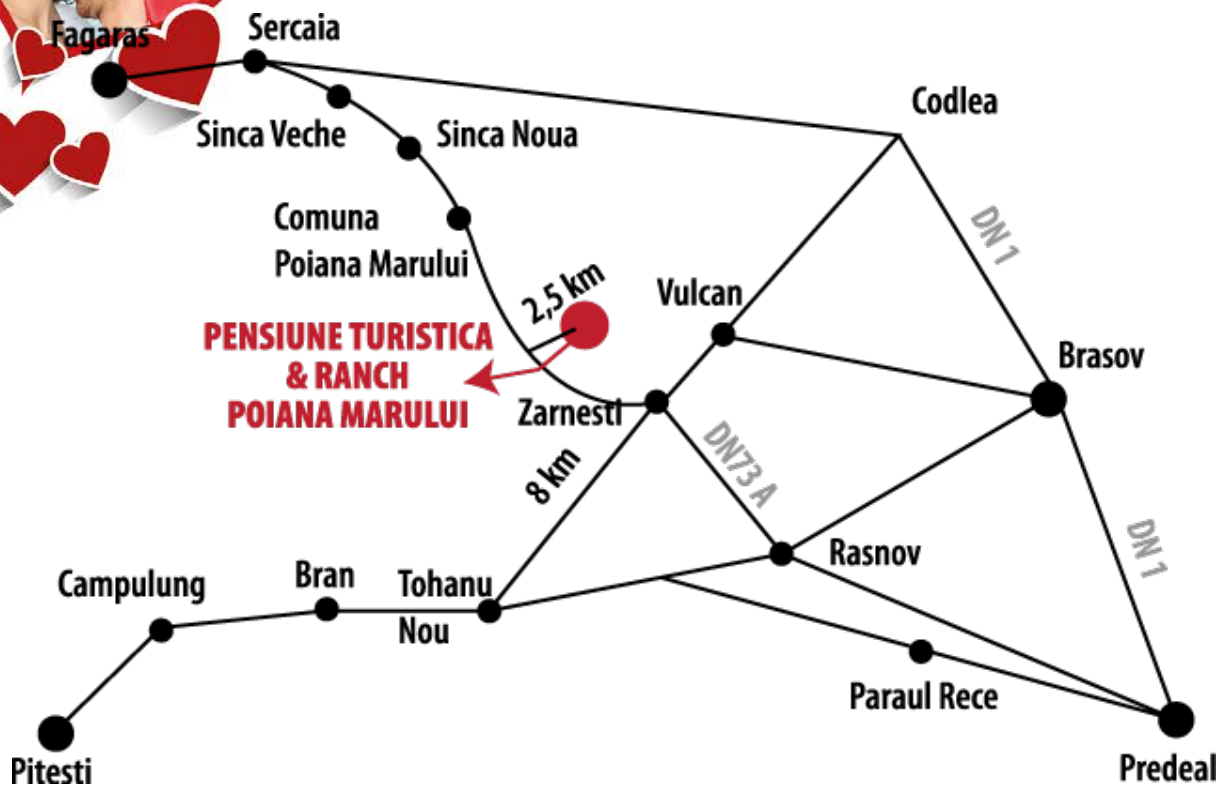 Fagaras
Sercaia
Codlea
Sinca Veche
Sinca Noua
DN 1
Comuna
Poiana Marului
2,5 km
Vulcan
PENSIUNE TURISTICA
& RANCH
POIANA MARULUI
Brasov
Zarnesti
DN73 A
8 km
DN 1
Rasnov
Campulung
Bran
Tohanu
Nou
Paraul Rece
Pitesti
Predeal